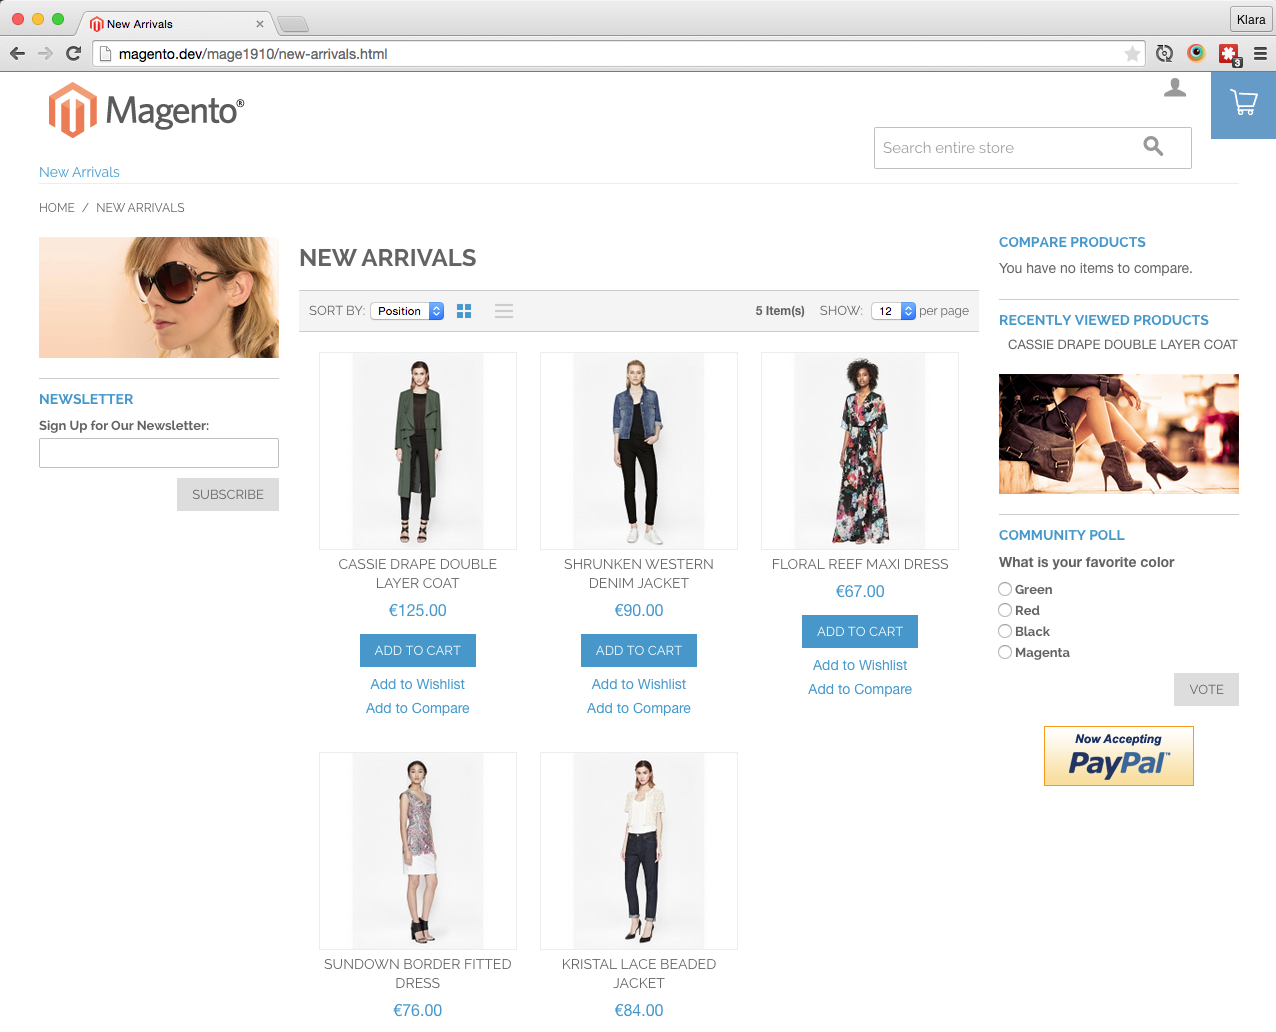 New Arrivals
Klara
magento.dev/mage1910/new-arrivals.html
3
Magento®
Search entire store
New Arrivals
HOME / NEW ARRIVALS
NEWSLETTER
Sign Up for Our Newsletter:
SUBSCRIBE
NEW ARRIVALS
SORT BY: Position
5 Item(s) SHOW: 12 per page
CASSIE DRAPE DOUBLE
LAYER COAT
€125.00
ADD TO CART
Add to Wishlist
Add to Compare
SHRUNKEN WESTERN
DENIM JACKET
€90.00
ADD TO CART
Add to Wishlist
Add to Compare
FLORAL REEF MAXI DRESS
€67.00
ADD TO CART
Add to Wishlist
Add to Compare
SUNDOWN BORDER FITTED
DRESS
€76.00
KRISTAL LACE BEADED
JACKET
€84.00
COMPARE PRODUCTS
You have no items to compare.
RECENTLY VIEWED PRODUCTS
CASSIE DRAPE DOUBLE LAYER COAT
COMMUNITY POLL
What is your favorite color
Green
Red
Black
Magenta
VOTE
Now Accepting
PayPal™